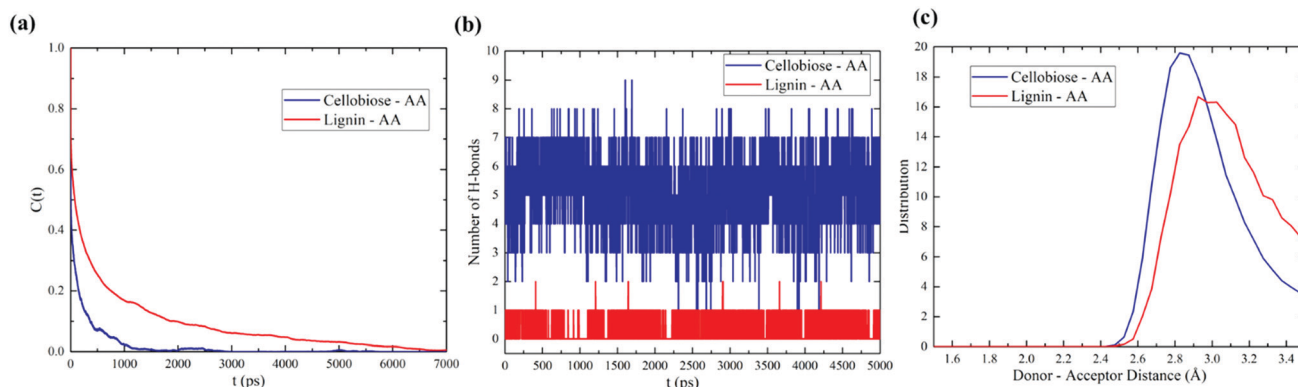 (a)
C(t)
1.0
0.8
0.6
0.4
0.2
0.0
Cellobiose - AA
Lignin - AA
0 1000 2000 3000 4000 5000 6000 7000
t (ps)
(b)
Number of H-bonds
10
9
8
7
6
5
4
3
2
1
0
Cellobiose - AA
Lignin - AA
0 500 1000 1500 2000 2500 3000 3500 4000 4500 5000
t (ps)
(c)
Distribution
20
18
16
14
12
10
8
6
4
2
0
Cellobiose - AA
Lignin - AA
1.6 1.8 2.0 2.2 2.4 2.6 2.8 3.0 3.2 3.4
Donor - Acceptor Distance (Å)